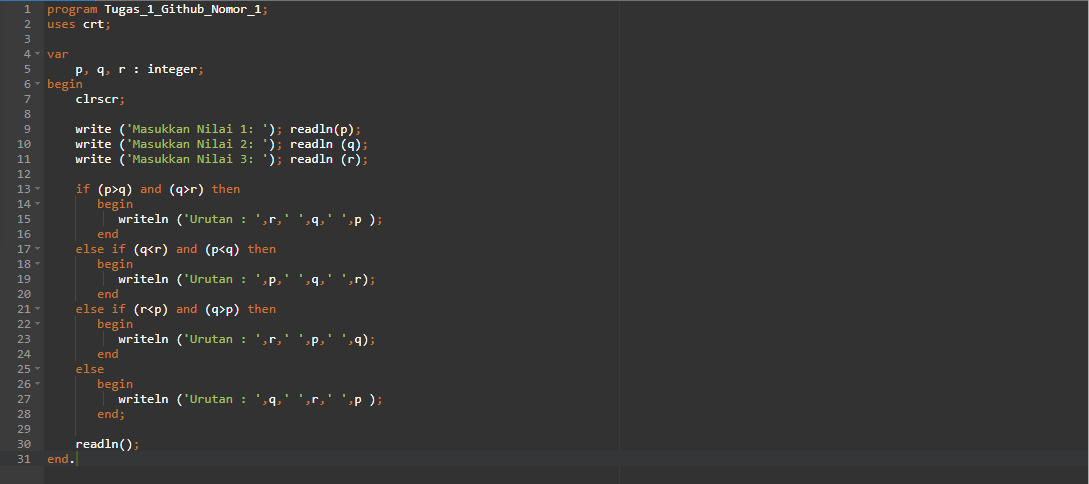 1 program Tugas_1_Github_Nomor_1;
2 uses crt;
3
4 var
5 p, q, r : integer;
6 begin
7 clrscr;
8
9 write ('Masukkan Nilai 1: '); readln(p);
10 write ('Masukkan Nilai 2: '); readln (q);
11 write ('Masukkan Nilai 3: '); readln (r);
12
13 if (p>q) and (q>r) then
14 begin
15 writeln ('Urutan : ',r,' ',q,' ',p );
16 end
17 else if (q<r) and (p<q) then
18 begin
19 writeln ('Urutan : ',p,' ',q,' ',r);
20 end
21 else if (r<p) and (q>p) then
22 begin
23 writeln ('Urutan : ',r,' ',p,' ',q);
24 end
25 else
26 begin
27 writeln ('Urutan : ',q,' ',r,' ',p );
28 end;
29
30 readln();
31 end.